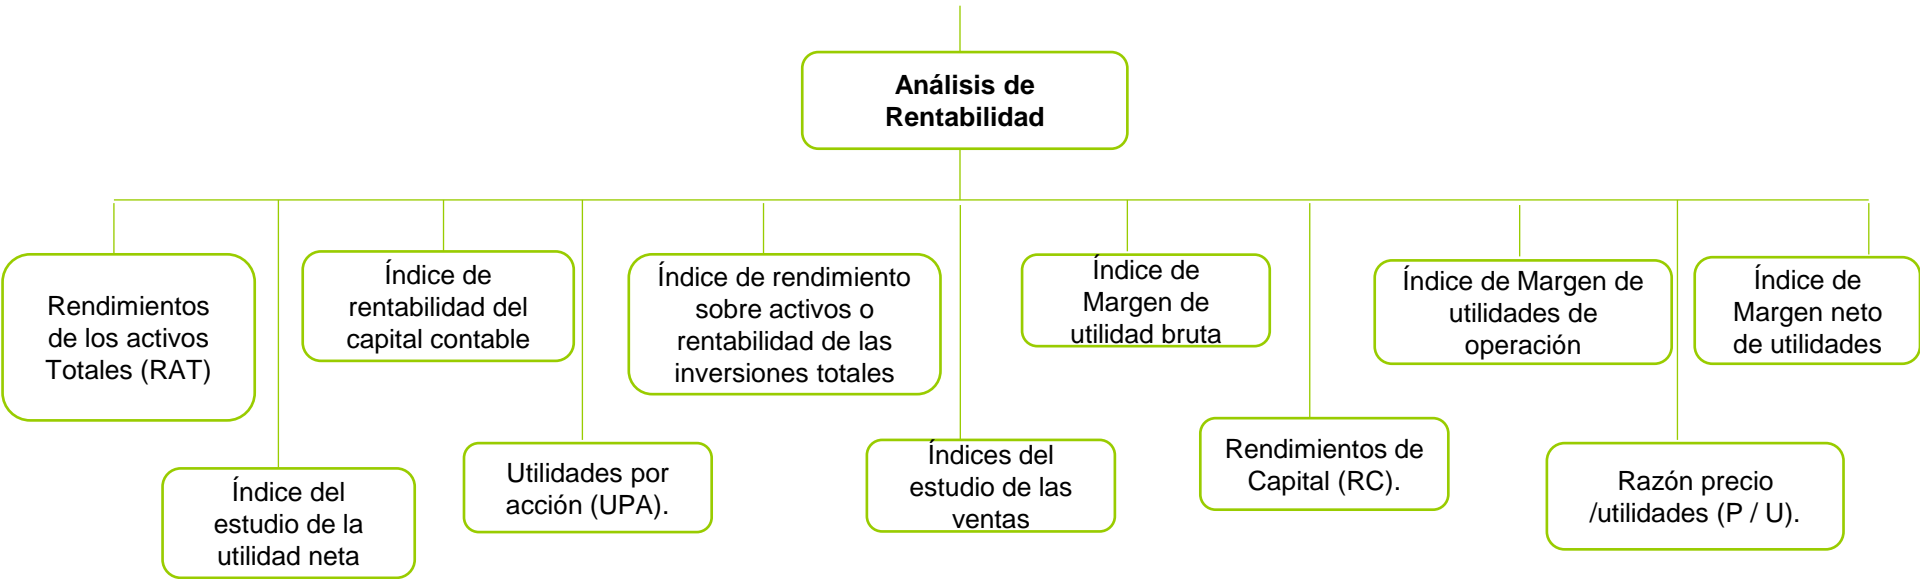 Análisis de
Rentabilidad
Rendimientos
de los activos
Totales (RAT)
Índice de
rentabilidad del
capital contable
Índice de rendimiento
sobre activos o
rentabilidad de las
inversiones totales
Índice de
Margen de
utilidad bruta
Índice de Margen de
utilidades de
operación
Índice de
Margen neto
de utilidades
Índice del
estudio de la
utilidad neta
Utilidades por
acción (UPA).
Índices del
estudio de las
ventas
Rendimientos de
Capital (RC).
Razón precio
/utilidades (P / U).